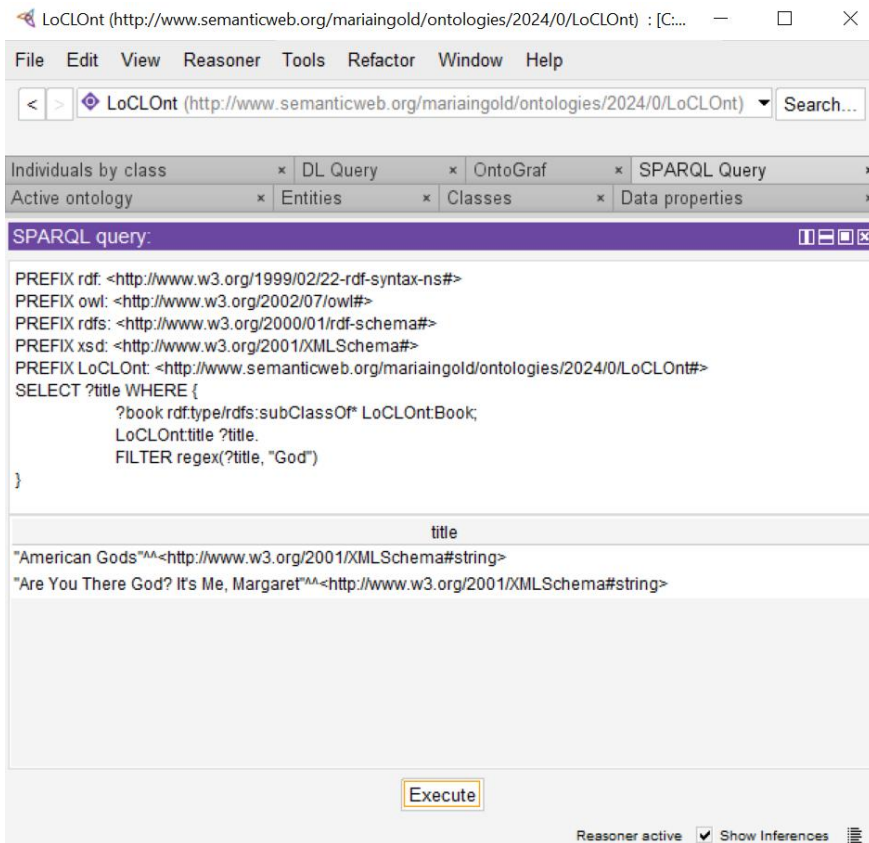 LoCLOnt (http://www.semanticweb.org/mariaingold/ontologies/2024/0/LoCLOnt) : [C:...
File Edit View Reasoner Tools Refactor Window Help
< > LoCLOnt (http://www.semanticweb.org/mariaingold/ontologies/2024/0/LoCLOnt) Search...
Individuals by class × DL Query × OntoGraf × SPARQL Query
Active ontology × Entities × Classes × Data properties
SPARQL query:
PREFIX rdf: <http://www.w3.org/1999/02/22-rdf-syntax-ns#>
PREFIX owl: <http://www.w3.org/2002/07/owl#>
PREFIX rdfs: <http://www.w3.org/2000/01/rdf-schema#>
PREFIX xsd: <http://www.w3.org/2001/XMLSchema#>
PREFIX LoCLOnt: <http://www.semanticweb.org/mariaingold/ontologies/2024/0/LoCLOnt#>
SELECT ?title WHERE {
?book rdf:type/rdfs:subClassOf* LoCLOnt:Book;
LoCLOnt:title ?title.
FILTER regex(?title, "God")
}
title
"American Gods"^^<http://www.w3.org/2001/XMLSchema#string>
"Are You There God? It's Me, Margaret"^^<http://www.w3.org/2001/XMLSchema#string>
Execute
Reasoner active Show Inferences